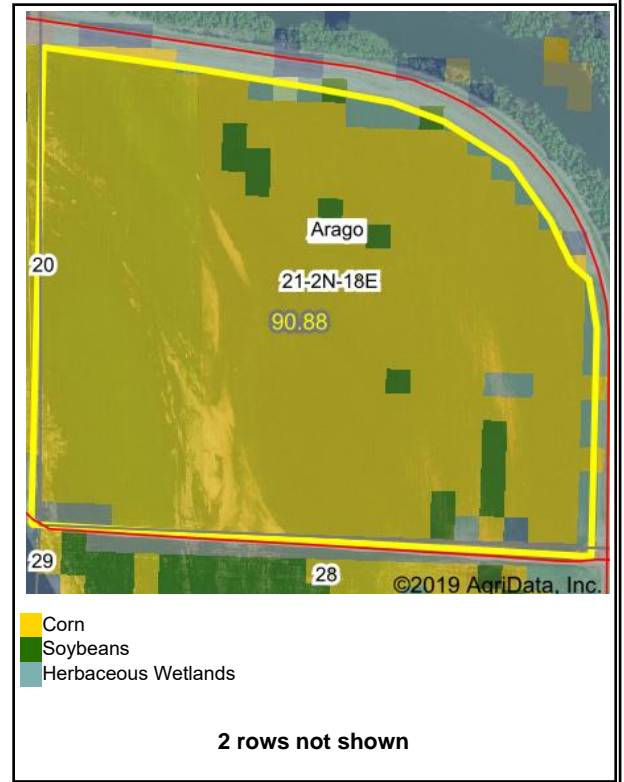 Arago
20
21-2N-18E
90.88
29
28
©2019 AgriData, Inc.
Corn
Soybeans
Herbaceous Wetlands
2 rows not shown